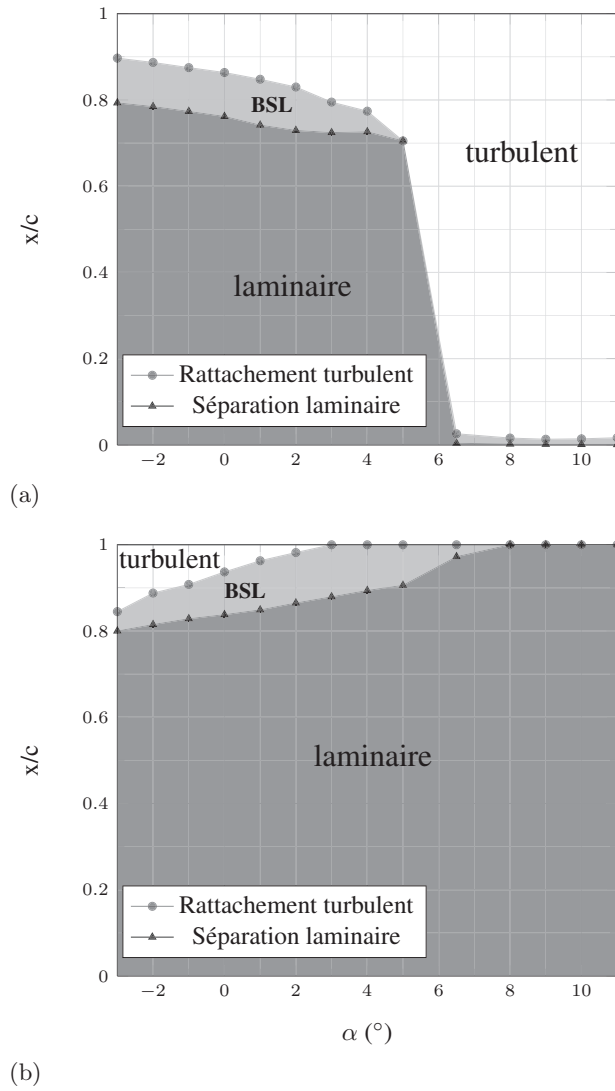 1
0.8
0.6
0.4
0.2
0
x/c
BSL
turbulent
laminaire
Rattachement turbulent
Séparation laminaire
−2 0 2 4 6 8 10
(a)
1
0.8
0.6
0.4
0.2
0
x/c
turbulent
BSL
laminaire
Rattachement turbulent
Séparation laminaire
−2 0 2 4 6 8 10
α (°)
(b)